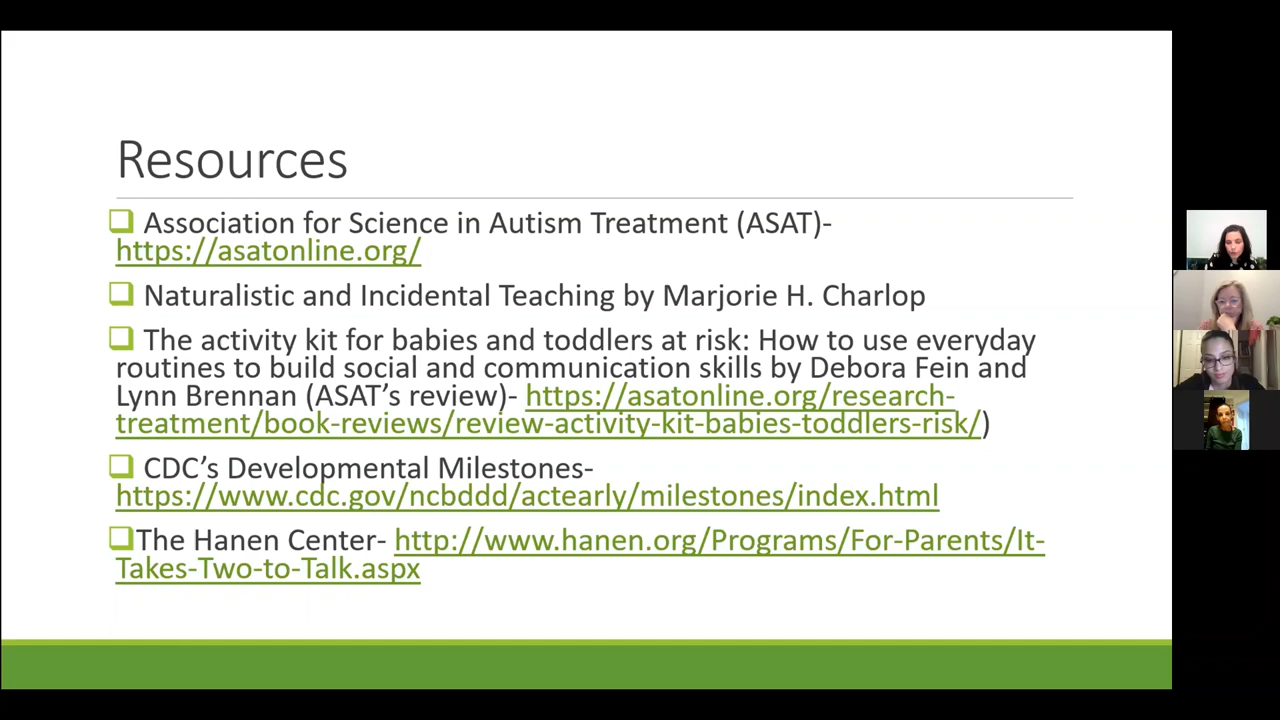 Resources
Association for Science in Autism Treatment (ASAT)-
https://asatonline.org/
Naturalistic and Incidental Teaching by Marjorie H. Charlop
The activity kit for babies and toddlers at risk: How to use everyday
routines to build social and communication skills by Debora Fein and
Lynn Brennan (ASAT’s review)- https://asatonline.org/research-
treatment/book-reviews/review-activity-kit-babies-toddlers-risk/)
CDC’s Developmental Milestones-
https://www.cdc.gov/ncbddd/actearly/milestones/index.html
The Hanen Center- http://www.hanen.org/Programs/For-Parents/It-
Takes-Two-to-Talk.aspx